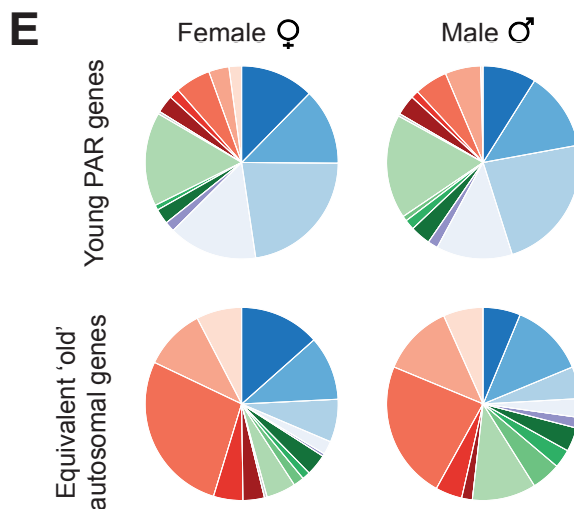 E
Female ♀
Male ♂
Young PAR genes
Equivalent ‘old’
autosomal genes